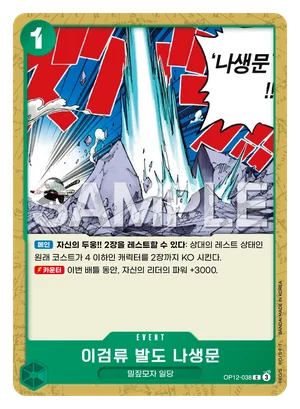 1
'나생문'
!!
SAMPLE
메인 자신의 두웅!! 2장을 레스트할 수 있다: 상대의 레스트 상태인
원래 코스트가 4 이하인 캐릭터를 2장까지 KO 시킨다.
카운터 이번 배틀 동안, 자신의 리더의 파워 +3000.
EVENT
이검류 발도 나생문
밀짚모자 일당
OP12-038 R 3